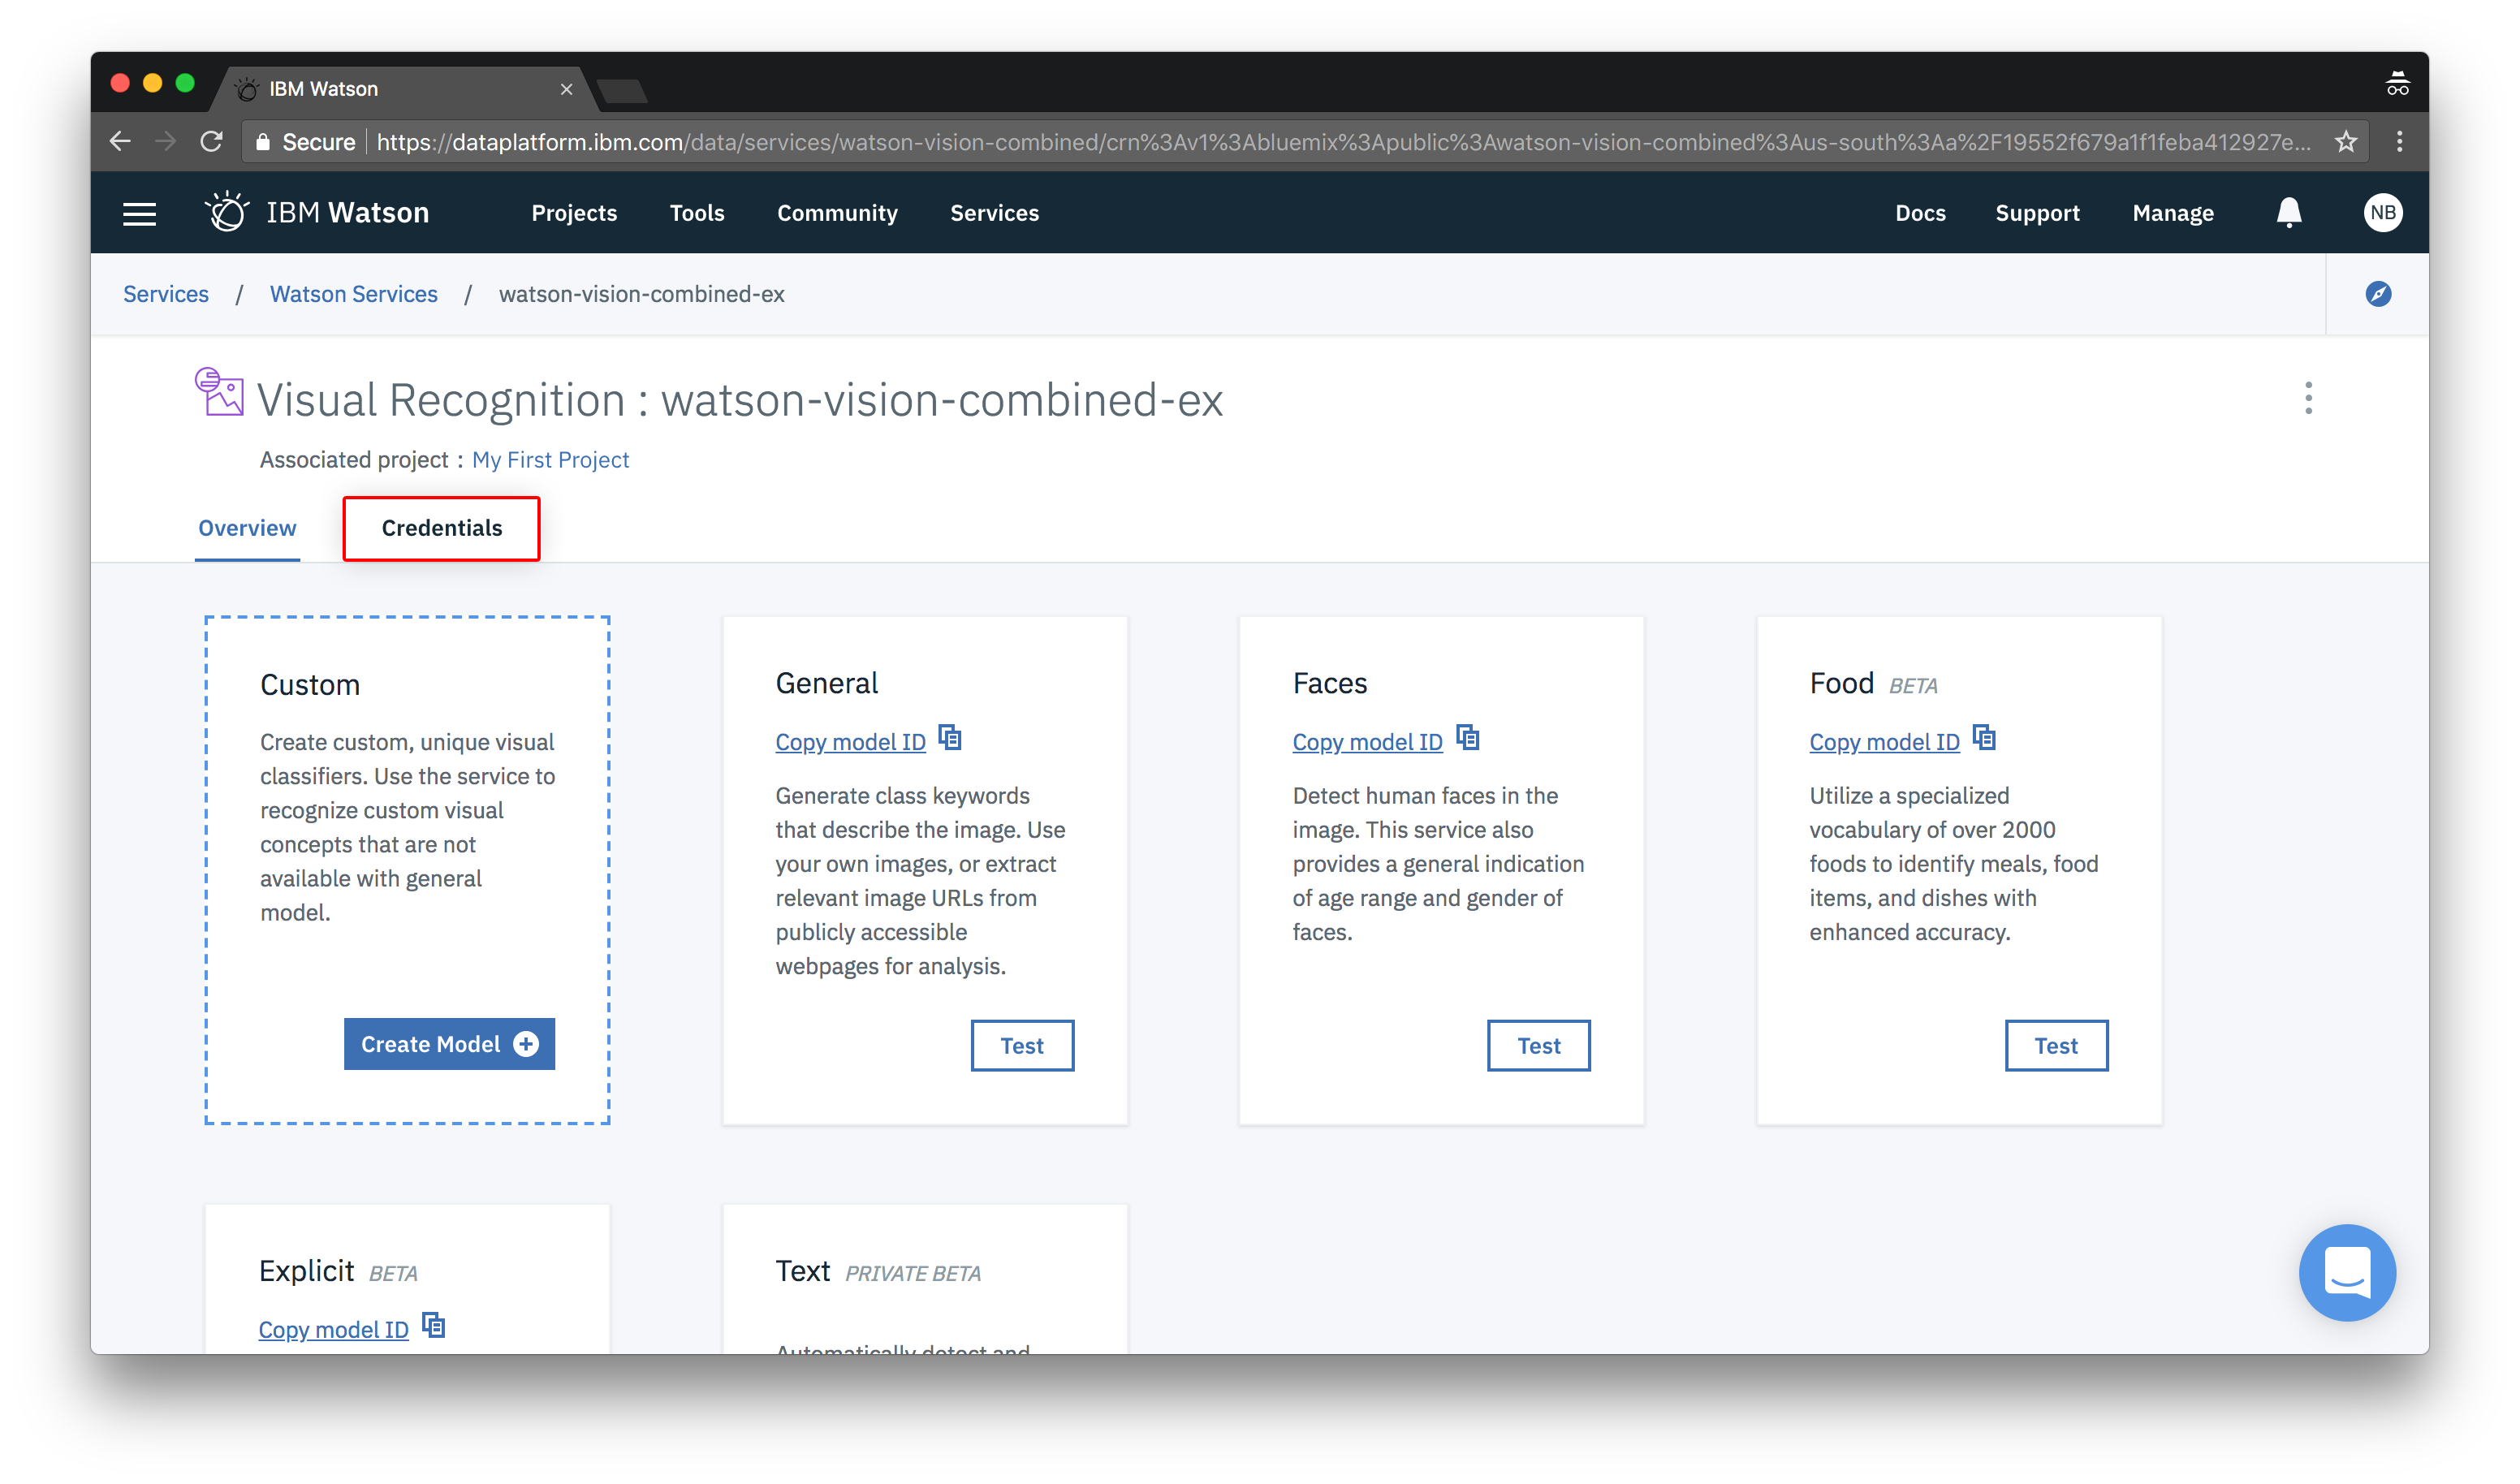 IBM Watson
Secure https://dataplatform.ibm.com/data/services/watson-vision-combined/crn%3Av1%3Abluemix%3Apublic%3Awatson-vision-combined%3Aus-south%3Aa%2F19552f679a1f1feba412927e...
IBM Watson Projects Tools Community Services Docs Support Manage NB
Services / Watson Services / watson-vision-combined-ex
Visual Recognition : watson-vision-combined-ex
Associated project : My First Project
Overview Credentials
Custom
Create custom, unique visual
classifiers. Use the service to
recognize custom visual
concepts that are not
available with general
model.
Create Model
General
Copy model ID
Generate class keywords
that describe the image. Use
your own images, or extract
relevant image URLs from
publicly accessible
webpages for analysis.
Test
Faces
Copy model ID
Detect human faces in the
image. This service also
provides a general indication
of age range and gender of
faces.
Test
Food BETA
Copy model ID
Utilize a specialized
vocabulary of over 2000
foods to identify meals, food
items, and dishes with
enhanced accuracy.
Test
Explicit BETA
Copy model ID
Text PRIVATE BETA
Automatically detect and